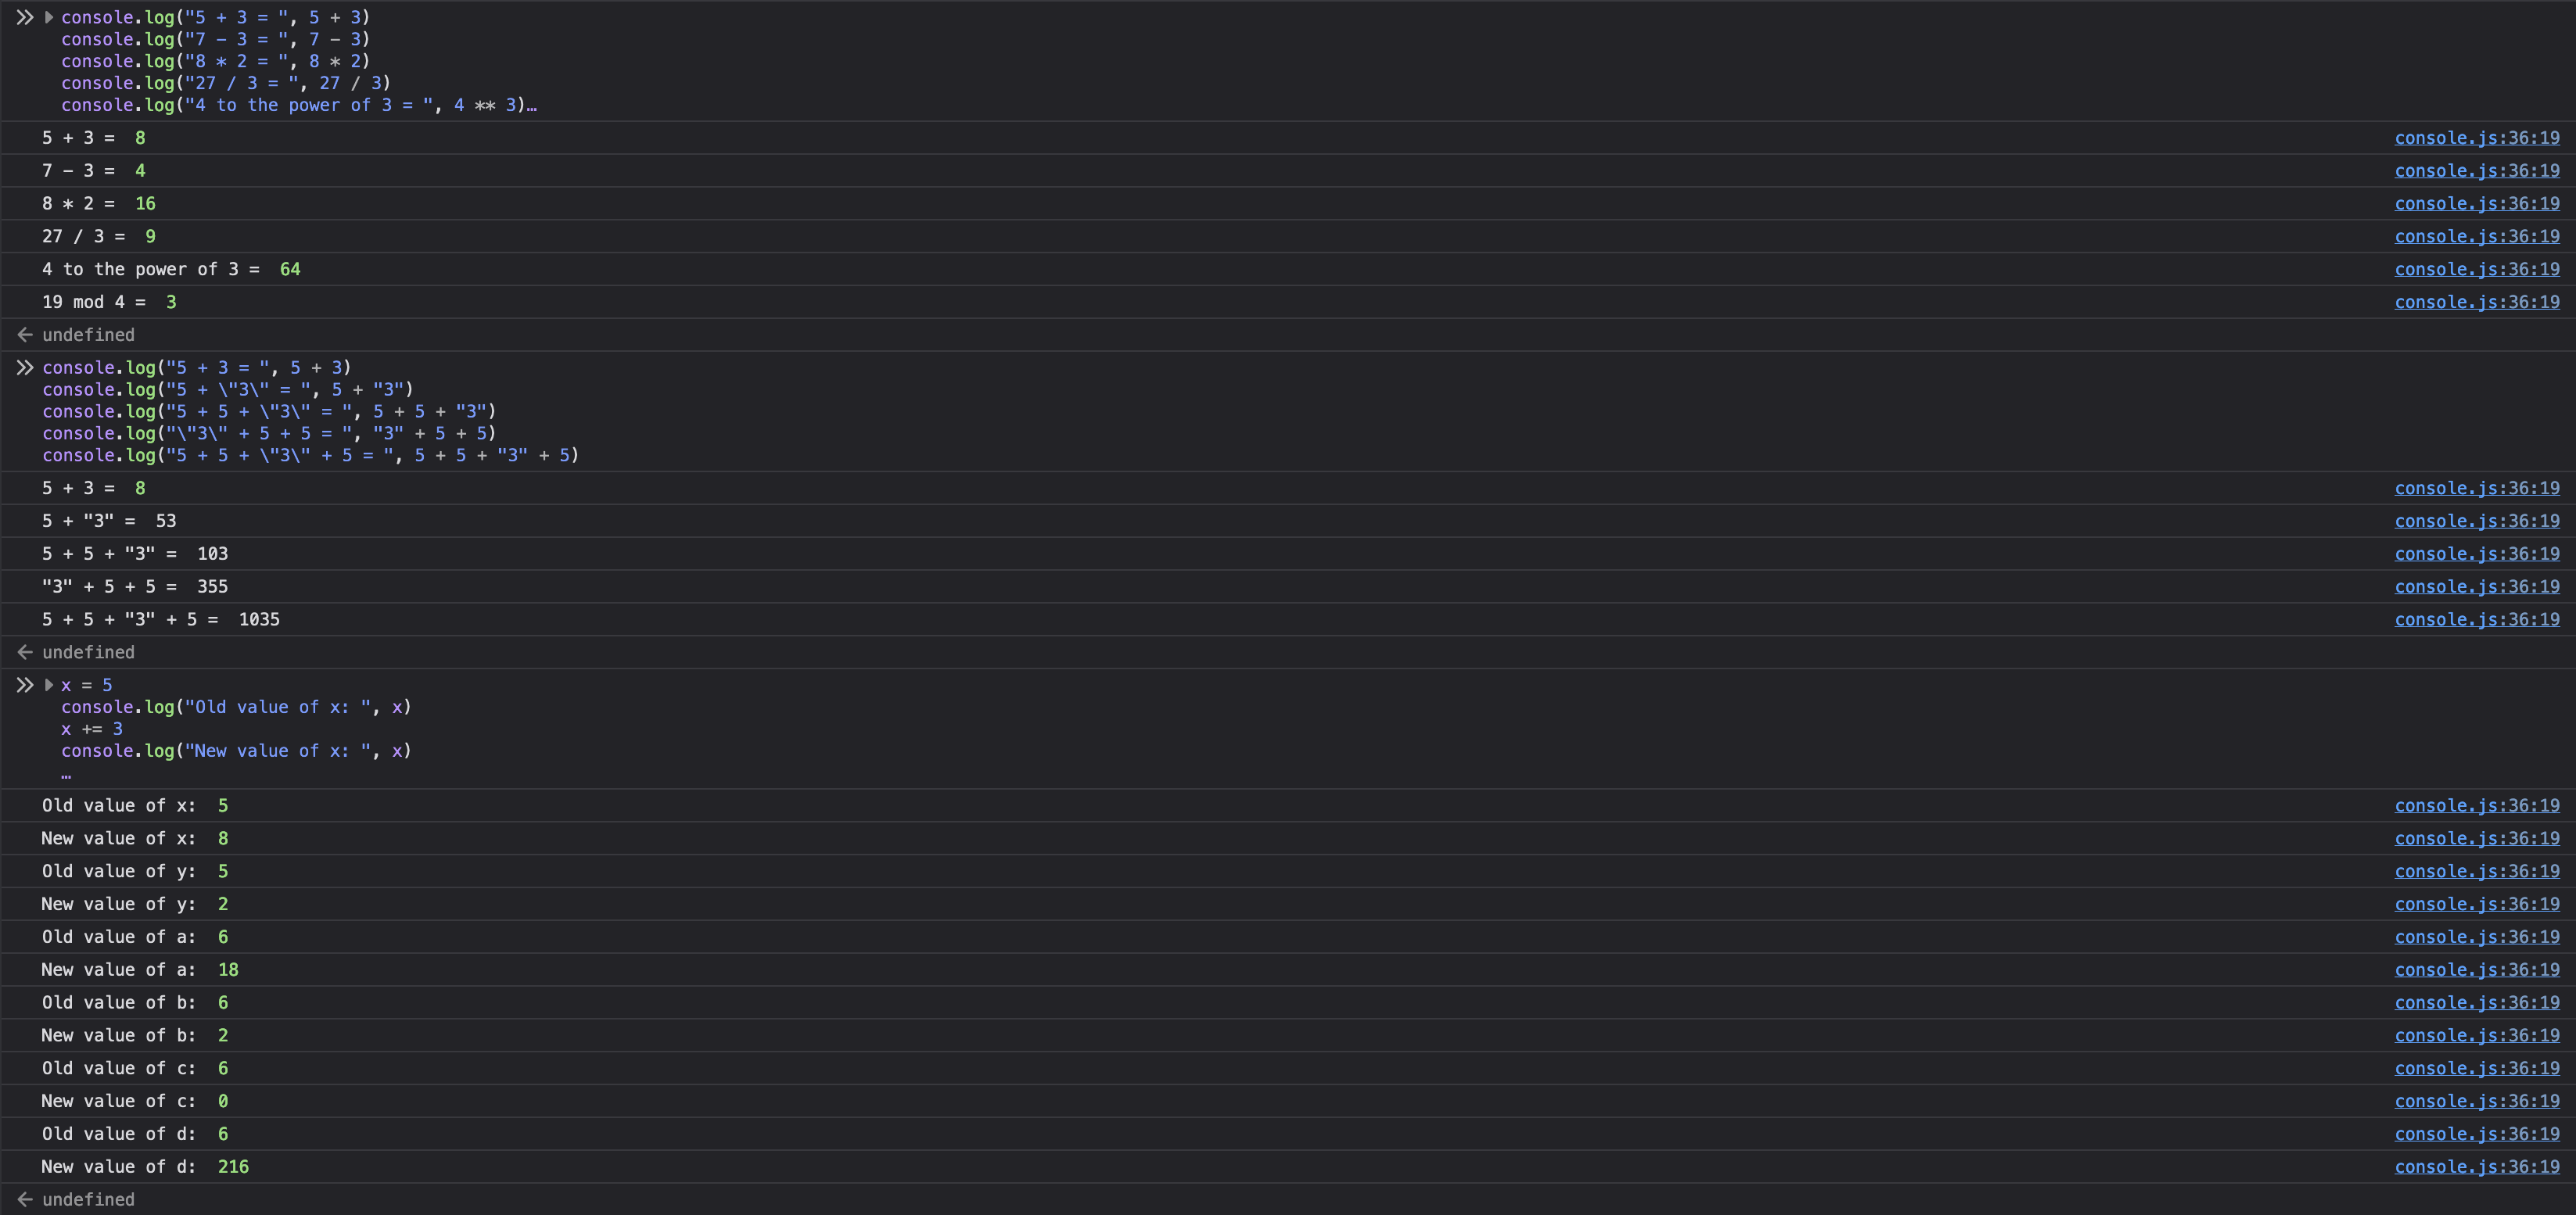 console.log("5 + 3 = ", 5 + 3)
console.log("7 - 3 = ", 7 - 3)
console.log("8 * 2 = ", 8 * 2)
console.log("27 / 3 = ", 27 / 3)
console.log("4 to the power of 3 = ", 4 ** 3)…
5 + 3 =  8 console.js:36:19
7 - 3 =  4 console.js:36:19
8 * 2 =  16 console.js:36:19
27 / 3 =  9 console.js:36:19
4 to the power of 3 =  64 console.js:36:19
19 mod 4 =  3 console.js:36:19
undefined
console.log("5 + 3 = ", 5 + 3)
console.log("5 + \"3\" = ", 5 + "3")
console.log("5 + 5 + \"3\" = ", 5 + 5 + "3")
console.log("\"3\" + 5 + 5 = ", "3" + 5 + 5)
console.log("5 + 5 + \"3\" + 5 = ", 5 + 5 + "3" + 5)
5 + 3 =  8 console.js:36:19
5 + "3" =  53 console.js:36:19
5 + 5 + "3" =  103 console.js:36:19
"3" + 5 + 5 =  355 console.js:36:19
5 + 5 + "3" + 5 =  1035 console.js:36:19
undefined
x = 5
console.log("Old value of x: ", x)
x += 3
console.log("New value of x: ", x)
…
Old value of x:  5 console.js:36:19
New value of x:  8 console.js:36:19
Old value of y:  5 console.js:36:19
New value of y:  2 console.js:36:19
Old value of a:  6 console.js:36:19
New value of a:  18 console.js:36:19
Old value of b:  6 console.js:36:19
New value of b:  2 console.js:36:19
Old value of c:  6 console.js:36:19
New value of c:  0 console.js:36:19
Old value of d:  6 console.js:36:19
New value of d:  216 console.js:36:19
undefined